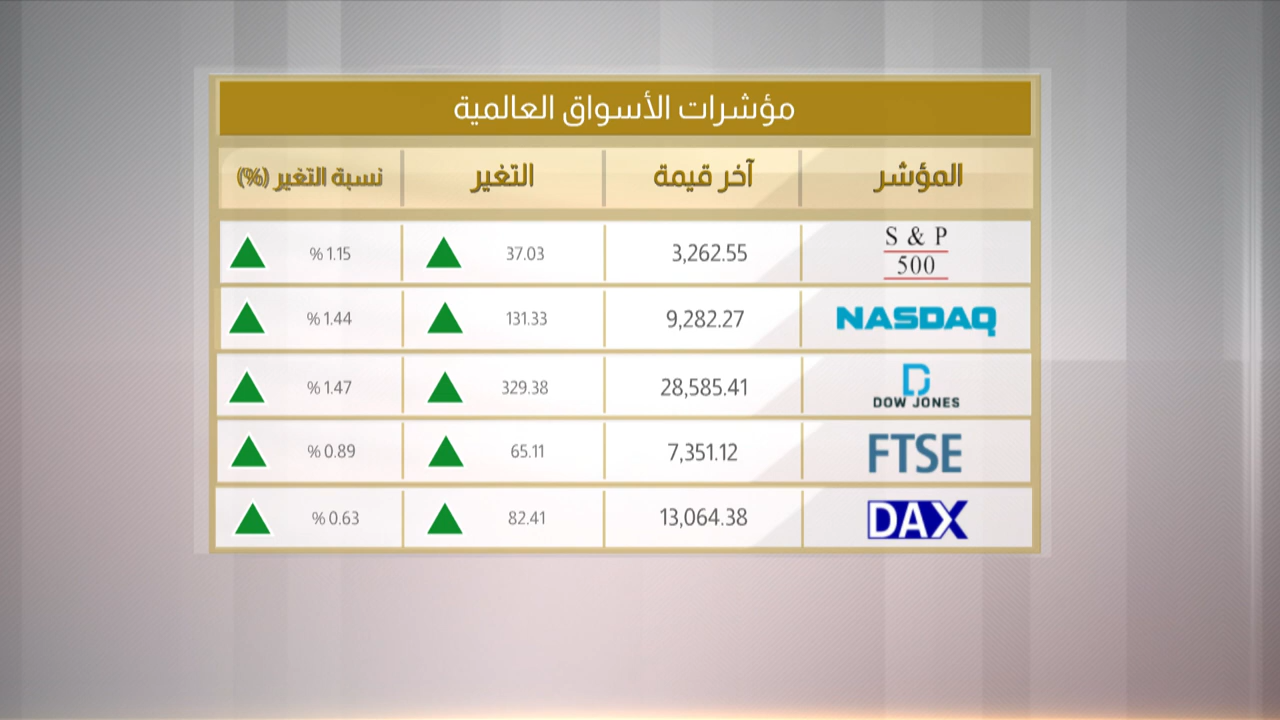 مؤشرات الأسواق العالمية
المؤشر آخر قيمة التغير نسبة التغير (%)
S & P
500
3,262.55 37.03 % 1.15
NASDAQ 9,282.27 131.33 % 1.44
DOW JONES 28,585.41 329.38 % 1.47
FTSE 7,351.12 65.11 % 0.89
DAX 13,064.38 82.41 % 0.63